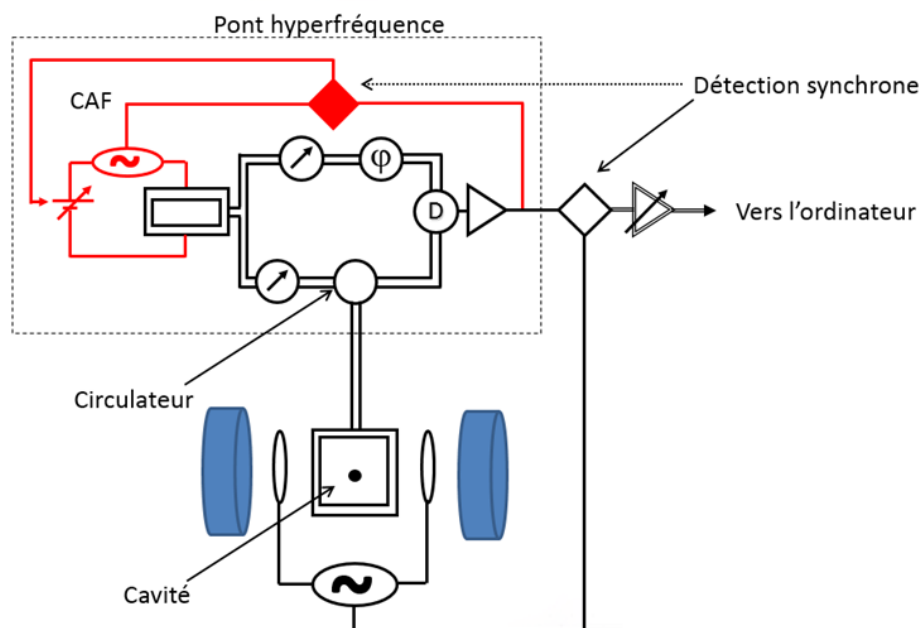 Pont hyperfréquence
CAF
Détection synchrone
φ
D
Vers l’ordinateur
Circulateur
Cavité